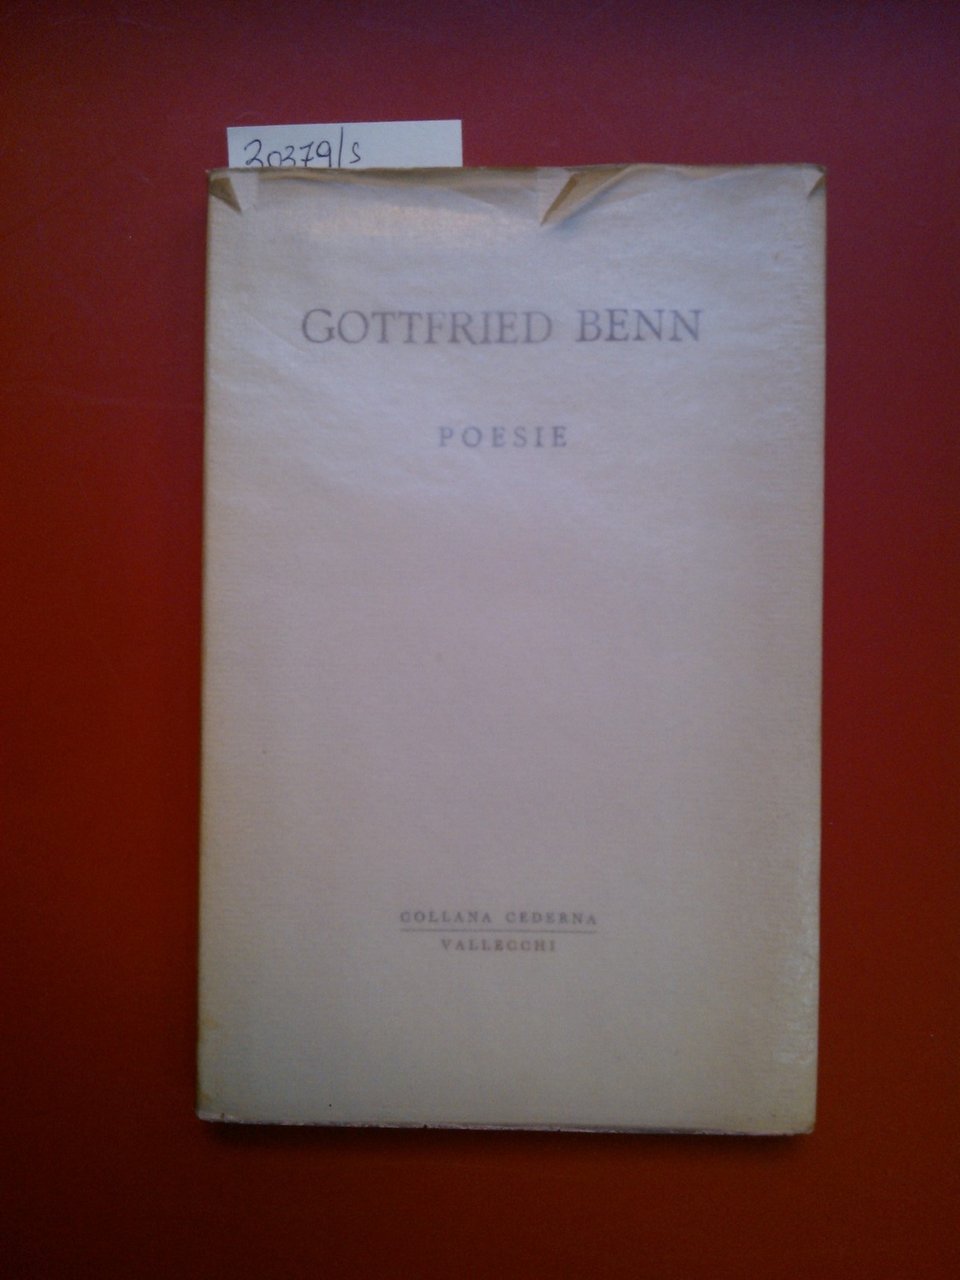 20379/s
GOTTFRIED BENN
POESIE
COLLANA CEDERNA
VALLECCHI